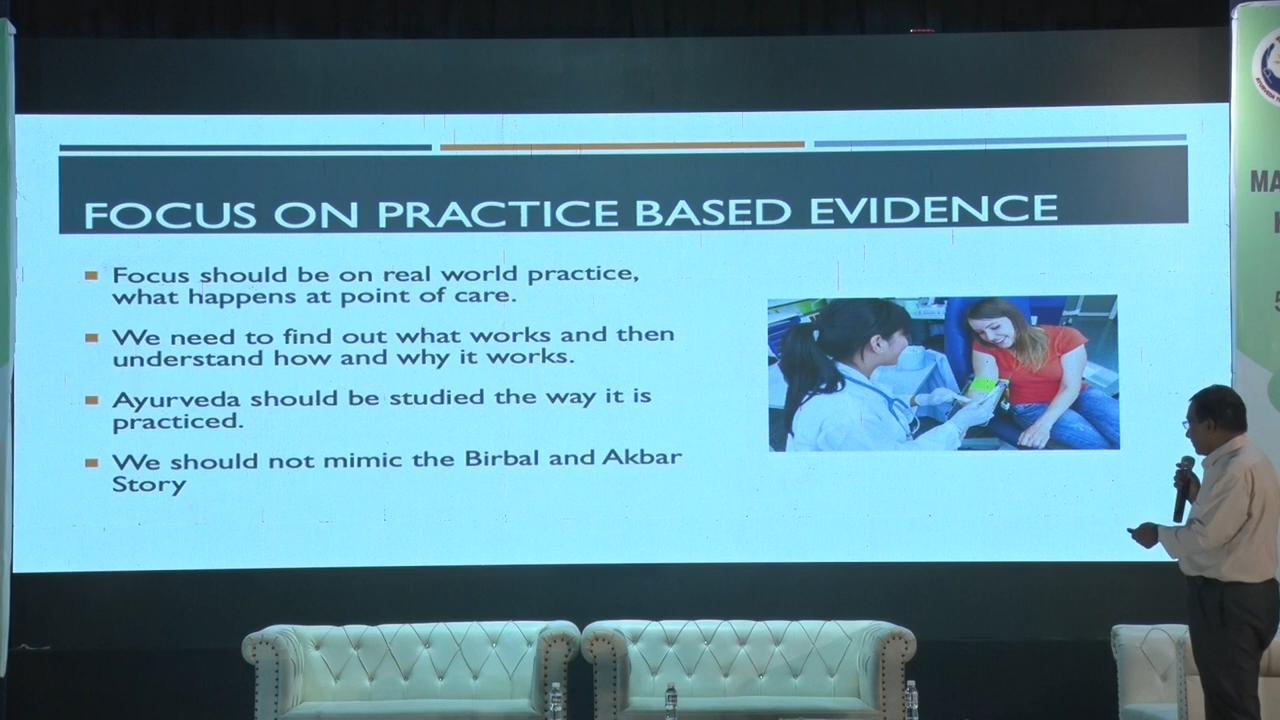 FOCUS ON PRACTICE BASED EVIDENCE
Focus should be on real world practice,
what happens at point of care.
We need to find out what works and then
understand how and why it works.
Ayurveda should be studied the way it is
practiced.
We should not mimic the Birbal and Akbar
Story
MA